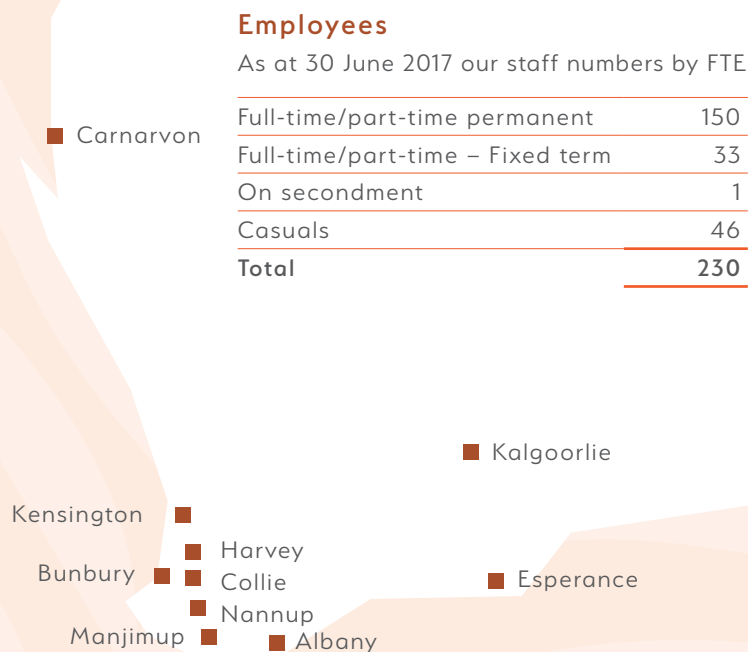 Employees
As at 30 June 2017 our staff numbers by FTE
Carnarvon
Full-time/part-time permanent 150
Full-time/part-time – Fixed term 33
On secondment 1
Casuals 46
Total 230
Kalgoorlie
Kensington
Harvey
Bunbury
Collie
Esperance
Nannup
Manjimup
Albany